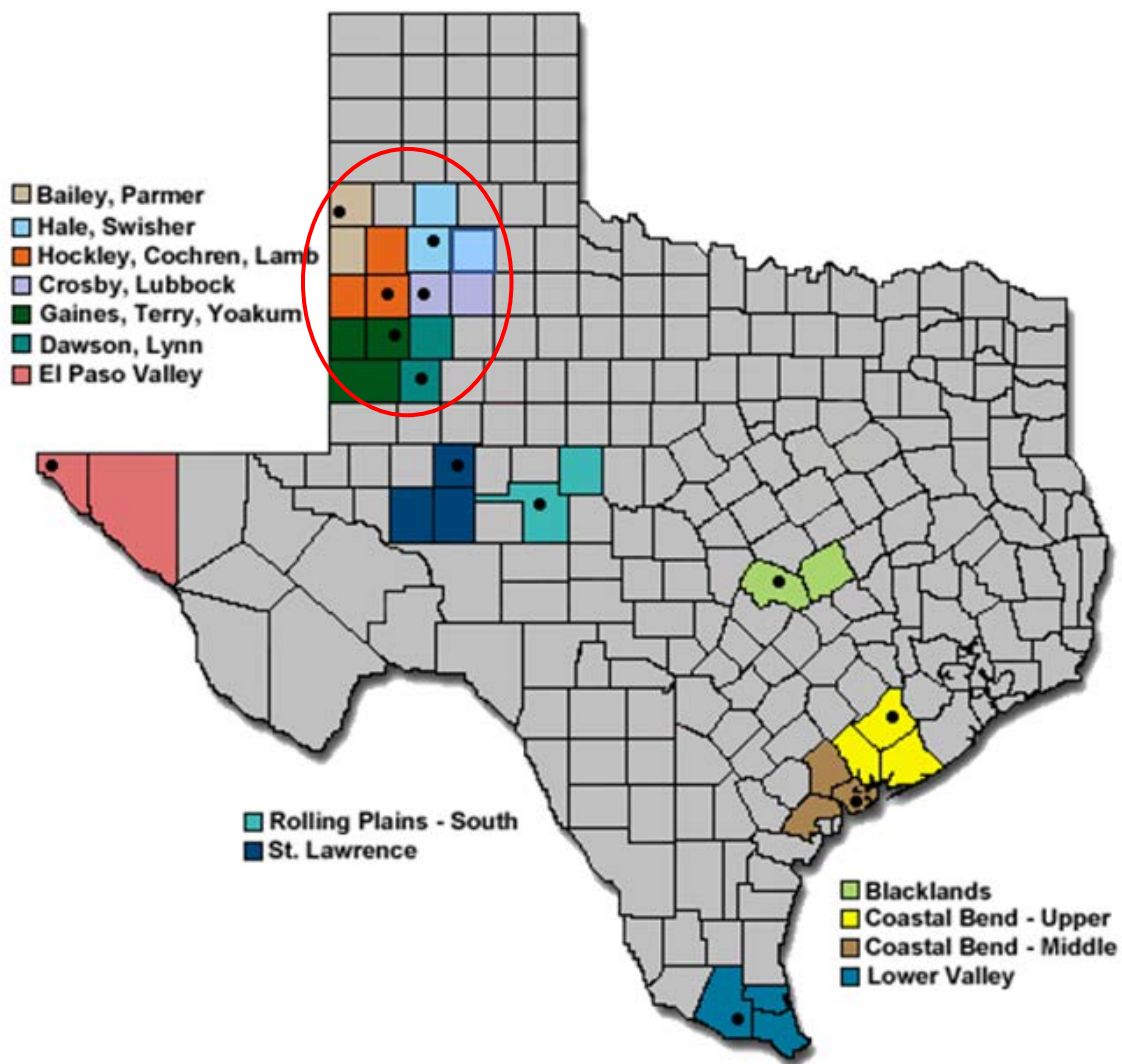 Bailey, Parmer
Hale, Swisher
Hockley, Cochren, Lamb
Crosby, Lubbock
Gaines, Terry, Yoakum
Dawson, Lynn
El Paso Valley
Rolling Plains - South
St. Lawrence
Blacklands
Coastal Bend - Upper
Coastal Bend - Middle
Lower Valley